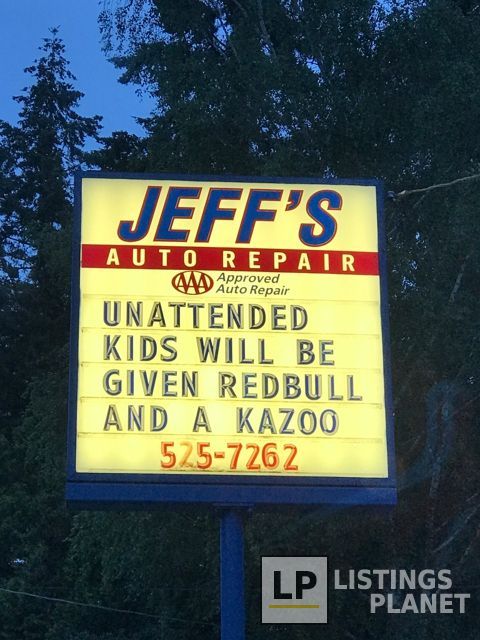 JEFF'S
AUTO REPAIR
AAA Approved
Auto Repair
UNATTENDED
KIDS WILL BE
GIVEN REDBULL
AND A KAZOO
525-7262
LP LISTINGS
PLANET